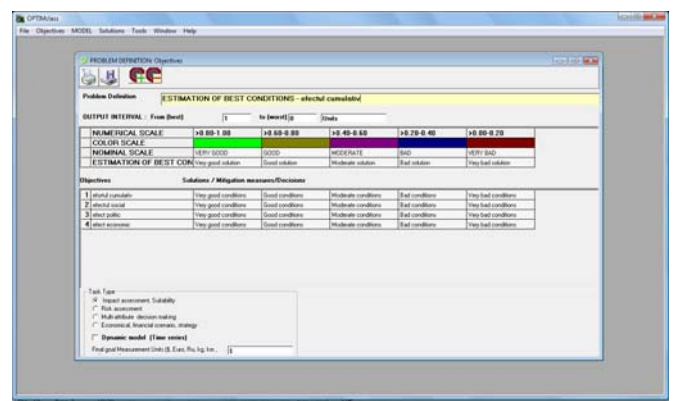 OPTIMclass
File Objectives MODEL Solutions Tools Window Help
PROBLEM DEFINITION: Objectives
Problem Definition
ESTIMATION OF BEST CONDITIONS - efectul cumulativ
OUTPUT INTERVAL: From (best) 1 to (worst) 0 Units
NUMERICAL SCALE >0.80-1.00 >0.60-0.80 >0.40-0.60 >0.20-0.40 >0.00-0.20
COLOR SCALE
NOMINAL SCALE VERY GOOD GOOD MODERATE BAD VERY BAD
ESTIMATION OF BEST CON Very good solution Good solution Moderate solution Bad solution Very bad solution
Objectives Solutions / Mitigation measures/Decisions
1 efectul cumulativ Very good conditions Good conditions Moderate conditions Bad conditions Very bad conditions
2 efectul social Very good conditions Good conditions Moderate conditions Bad conditions Very bad conditions
3 efect politic Very good conditions Good conditions Moderate conditions Bad conditions Very bad conditions
4 efect economic Very good conditions Good conditions Moderate conditions Bad conditions Very bad conditions
Task Type
Impact assessment, Suitability
Risk assessment
Multi-attribute decision making
Economical, financial scenario, strategy
Dynamic model (Time series)
Final goal Measurement Units ($, Euro, Ro, kg, km, 1